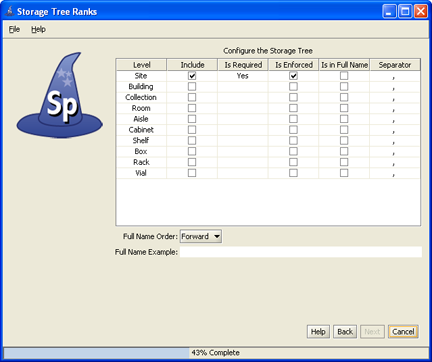 Storage Tree Ranks
File Help
Sp
Configure the Storage Tree
Level Include Is Required Is Enforced Is in Full Name Separator
Site Yes ,
Building ,
Collection ,
Room ,
Aisle ,
Cabinet ,
Shelf ,
Box ,
Rack ,
Vial ,
Full Name Order: Forward
Full Name Example:
Help Back Next Cancel
43% Complete